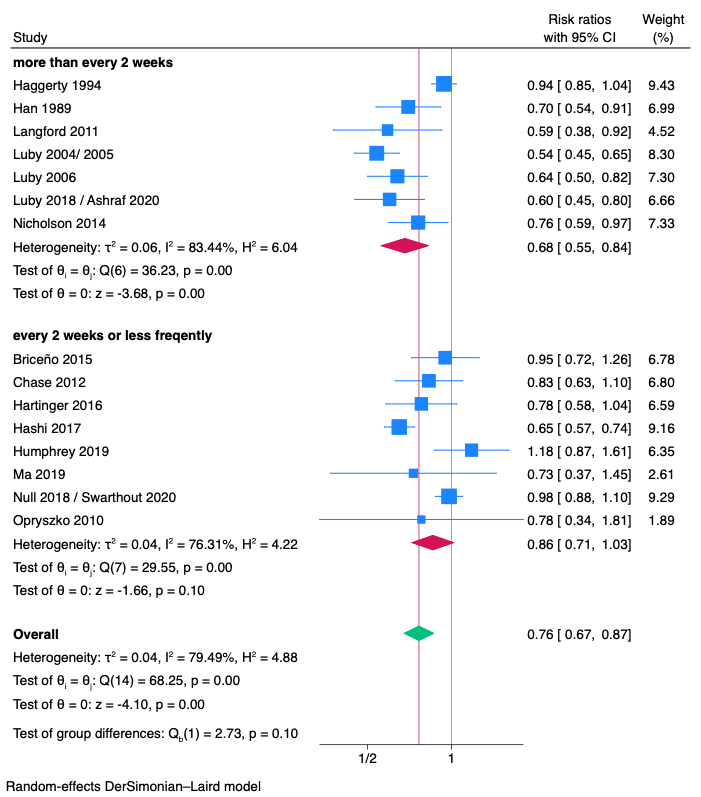 Risk ratios Weight
Study with 95% CI (%)
more than every 2 weeks
Haggerty 1994 0.94 [ 0.85, 1.04] 9.43
Han 1989 0.70 [ 0.54, 0.91] 6.99
Langford 2011 0.59 [ 0.38, 0.92] 4.52
Luby 2004/ 2005 0.54 [ 0.45, 0.65] 8.30
Luby 2006 0.64 [ 0.50, 0.82] 7.30
Luby 2018 / Ashraf 2020 0.60 [ 0.45, 0.80] 6.66
Nicholson 2014 0.76 [ 0.59, 0.97] 7.33
Heterogeneity: τ² = 0.06, I² = 83.44%, H² = 6.04 0.68 [ 0.55, 0.84]
Test of θᵢ = θⱼ: Q(6) = 36.23, p = 0.00
Test of θ = 0: z = -3.68, p = 0.00
every 2 weeks or less freqently
Briceño 2015 0.95 [ 0.72, 1.26] 6.78
Chase 2012 0.83 [ 0.63, 1.10] 6.80
Hartinger 2016 0.78 [ 0.58, 1.04] 6.59
Hashi 2017 0.65 [ 0.57, 0.74] 9.16
Humphrey 2019 1.18 [ 0.87, 1.61] 6.35
Ma 2019 0.73 [ 0.37, 1.45] 2.61
Null 2018 / Swarthout 2020 0.98 [ 0.88, 1.10] 9.29
Opryszko 2010 0.78 [ 0.34, 1.81] 1.89
Heterogeneity: τ² = 0.04, I² = 76.31%, H² = 4.22 0.86 [ 0.71, 1.03]
Test of θᵢ = θⱼ: Q(7) = 29.55, p = 0.00
Test of θ = 0: z = -1.66, p = 0.10
Overall 0.76 [ 0.67, 0.87]
Heterogeneity: τ² = 0.04, I² = 79.49%, H² = 4.88
Test of θᵢ = θⱼ: Q(14) = 68.25, p = 0.00
Test of θ = 0: z = -4.10, p = 0.00
Test of group differences: Q_b(1) = 2.73, p = 0.10
1/2 1
Random-effects DerSimonian–Laird model